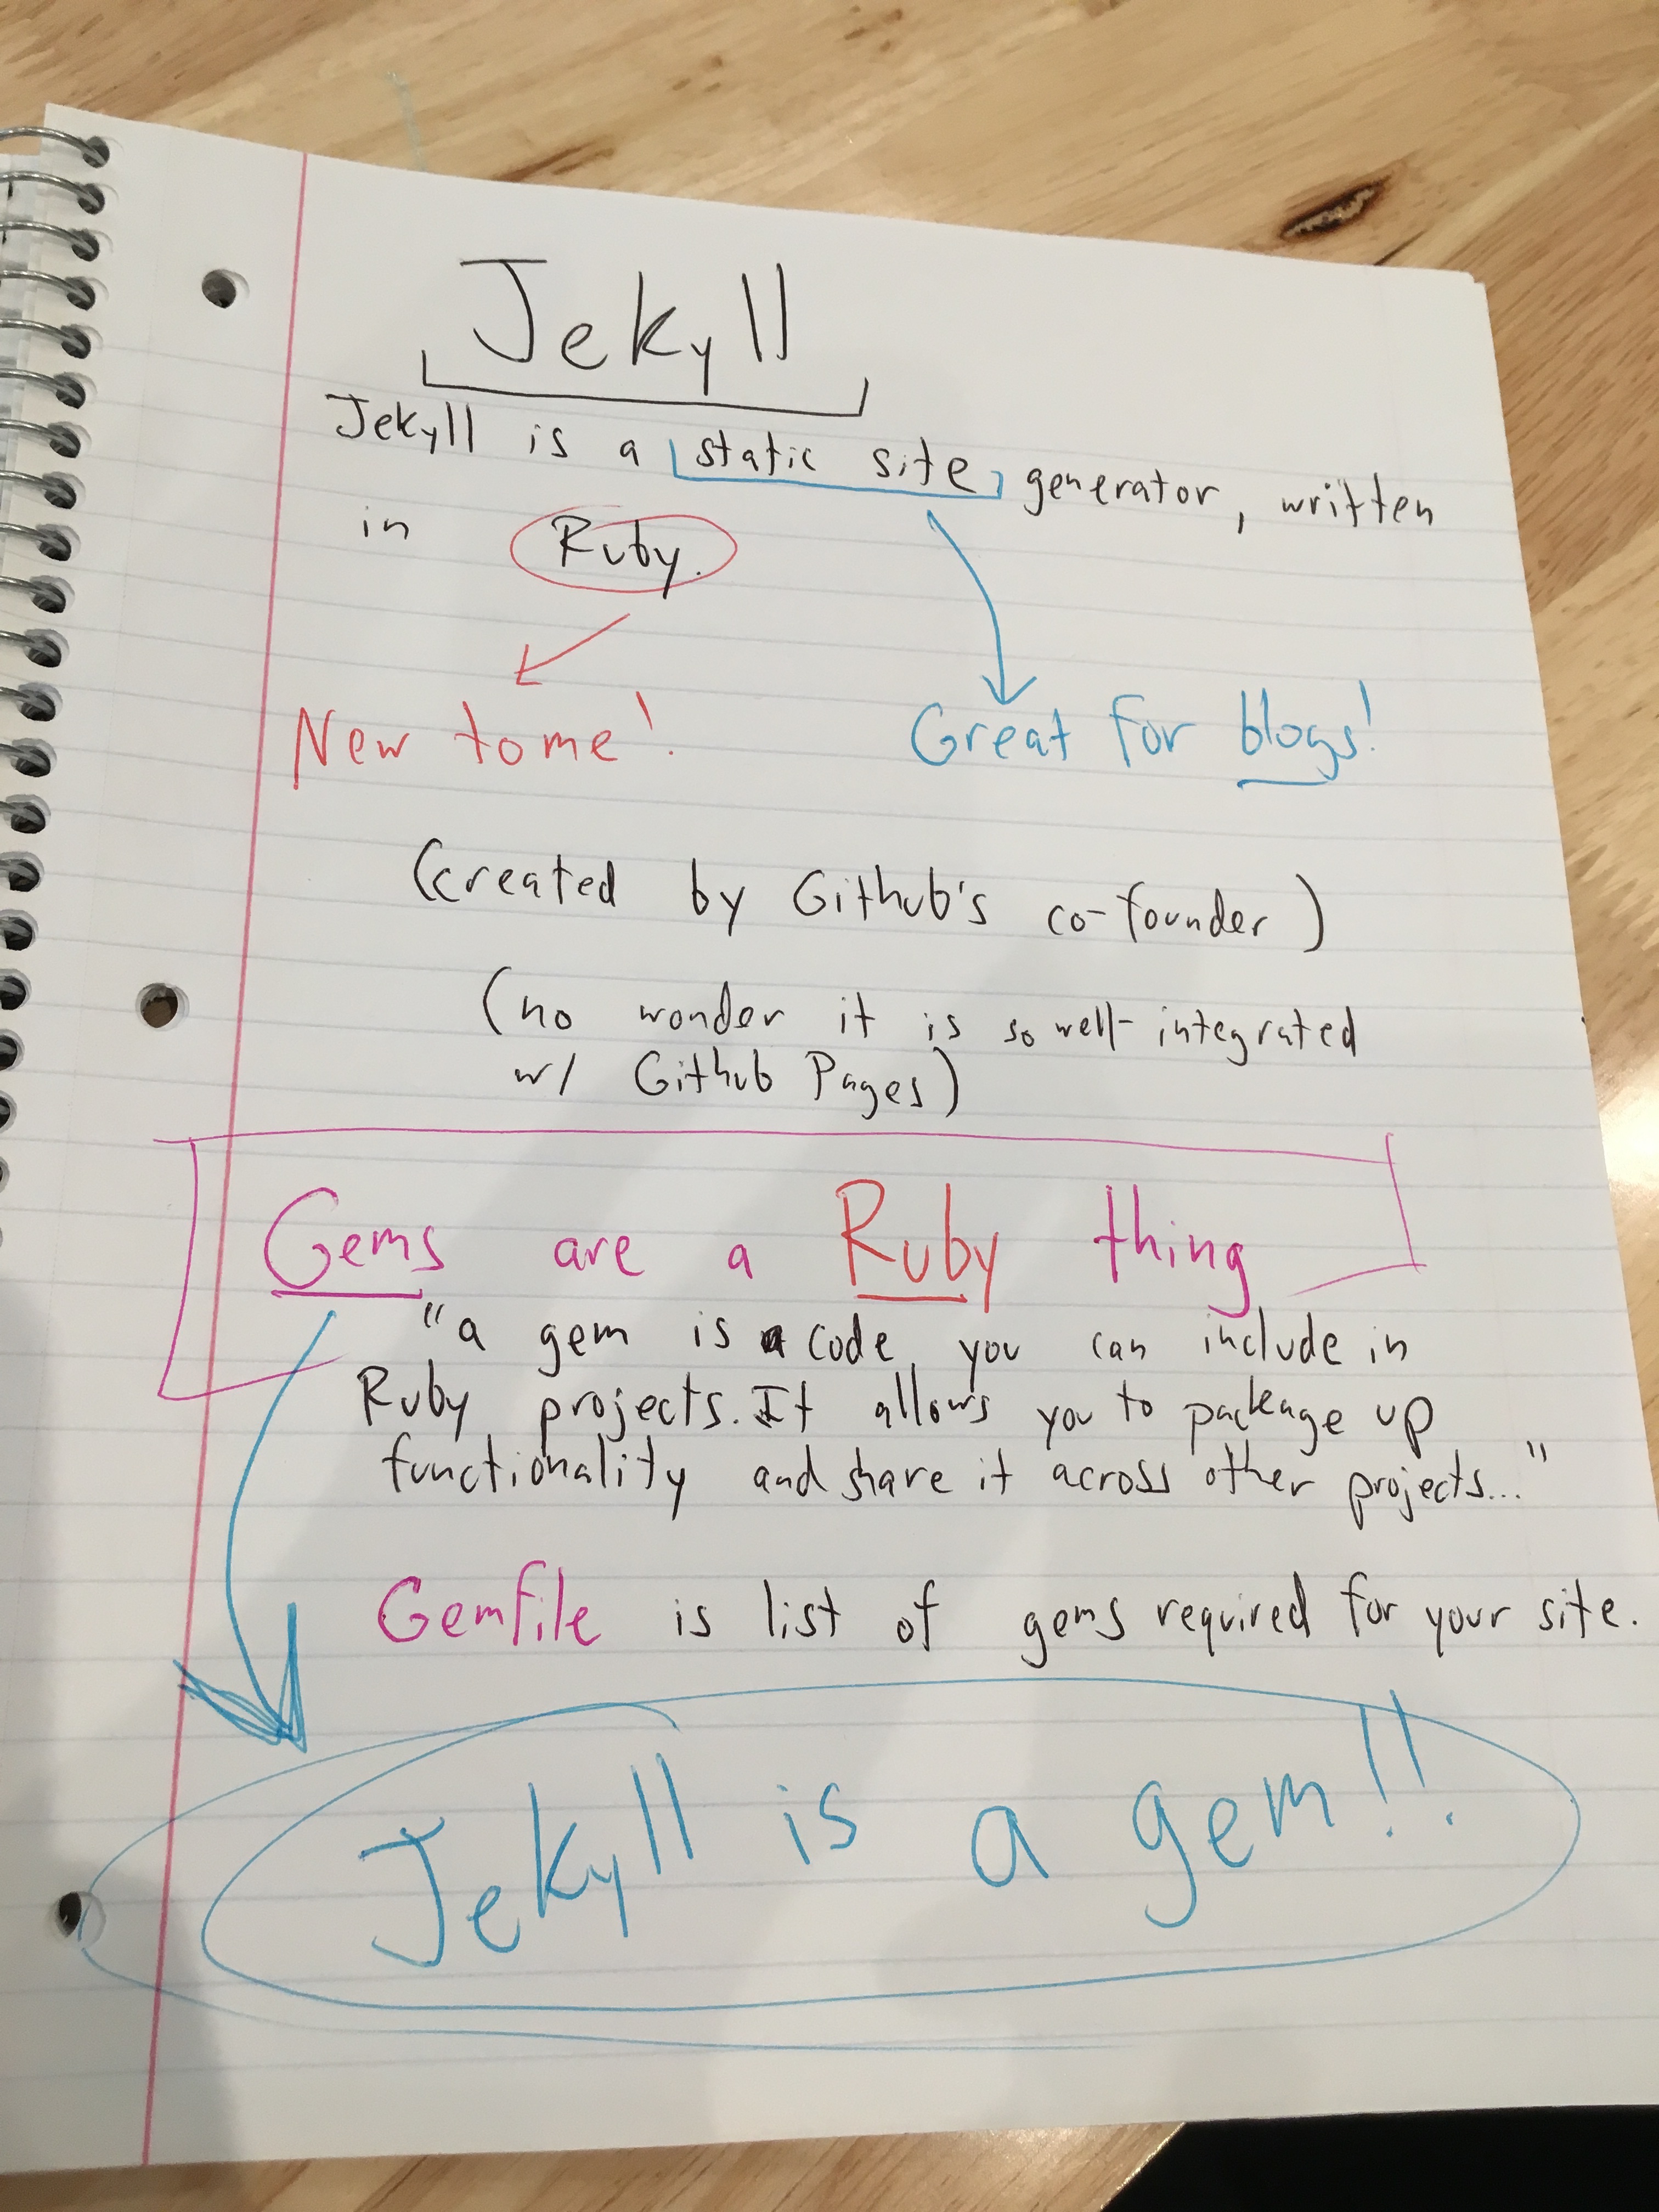 Jekyll
Jekyll is a static site generator, written
in Ruby.
New to me!
Great for blogs!
(created by Github's co-founder)
(no wonder it is so well-integrated
w/ Github Pages)
Gems are a Ruby thing
"a gem is code you can include in
Ruby projects. It allows you to package up
functionality and share it across other projects..."
Gemfile is list of gems required for your site.
Jekyll is a gem!!